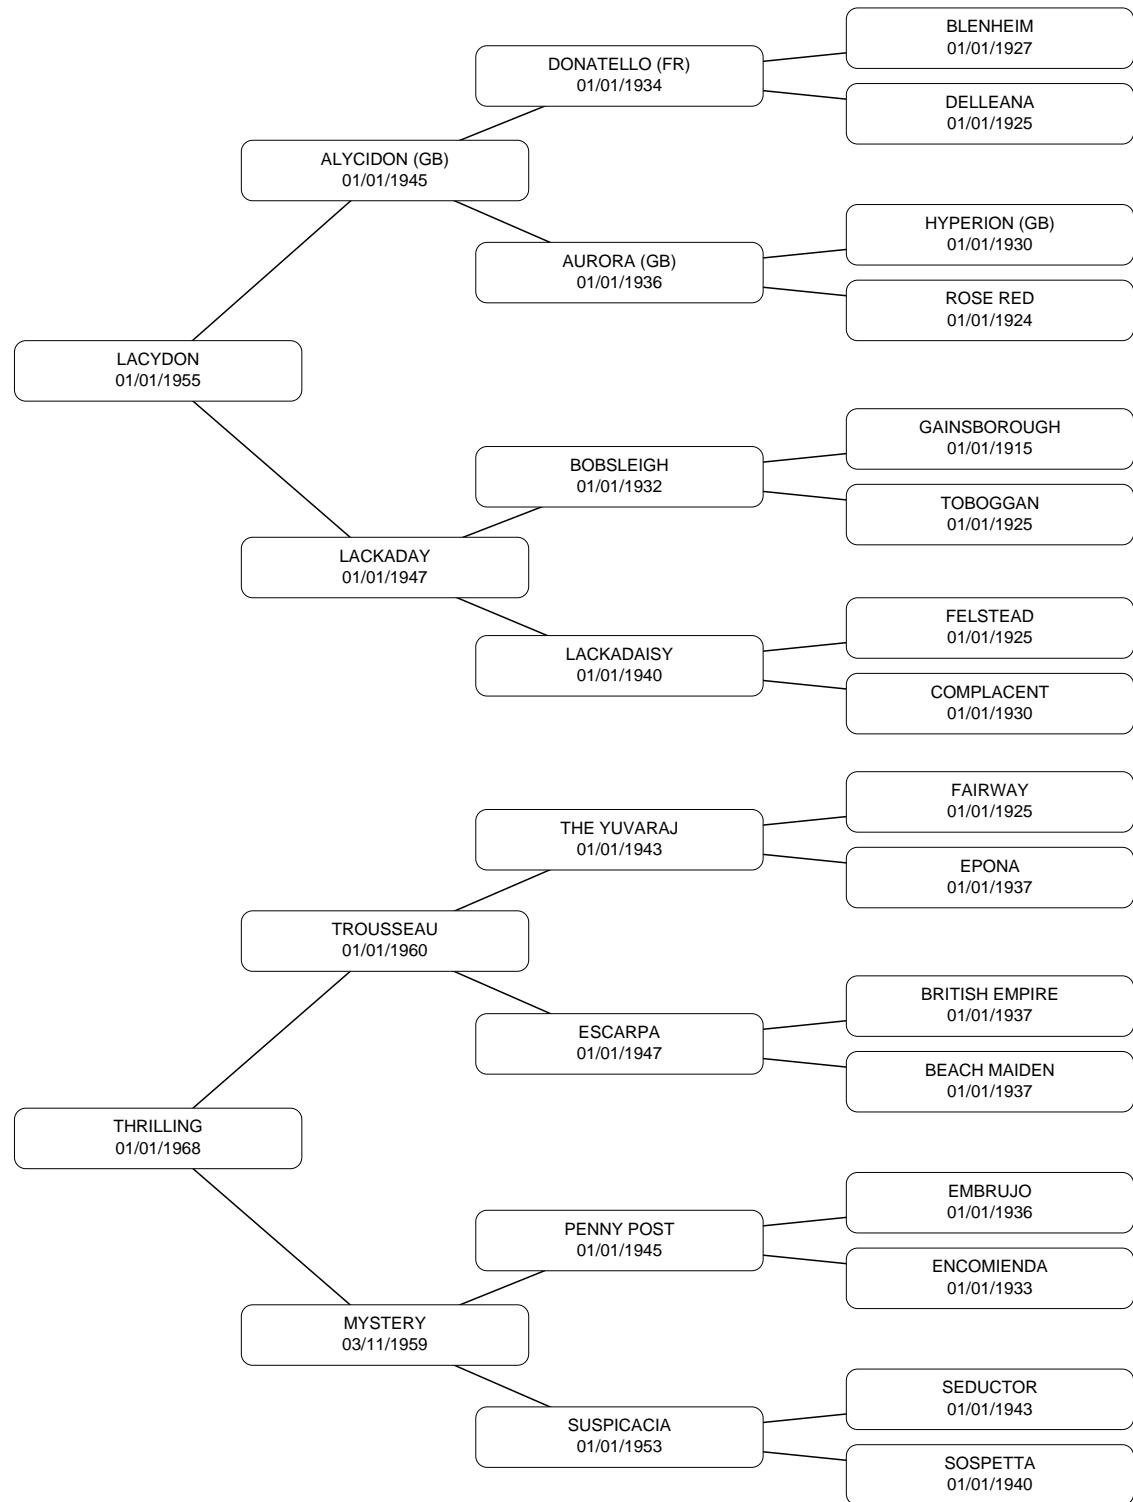 BLENHEIM
01/01/1927
DONATELLO (FR)
01/01/1934
DELLEANA
01/01/1925
ALYCIDON (GB)
01/01/1945
HYPERION (GB)
01/01/1930
AURORA (GB)
01/01/1936
ROSE RED
01/01/1924
LACYDON
01/01/1955
GAINSBOROUGH
01/01/1915
BOBSLEIGH
01/01/1932
TOBOGGAN
01/01/1925
LACKADAY
01/01/1947
FELSTEAD
01/01/1925
LACKADAISY
01/01/1940
COMPLACENT
01/01/1930
FAIRWAY
01/01/1925
THE YUVARAJ
01/01/1943
EPONA
01/01/1937
TROUSSEAU
01/01/1960
BRITISH EMPIRE
01/01/1937
ESCARPA
01/01/1947
BEACH MAIDEN
01/01/1937
THRILLING
01/01/1968
EMBRUJO
01/01/1936
PENNY POST
01/01/1945
ENCOMIENDA
01/01/1933
MYSTERY
03/11/1959
SEDUCTOR
01/01/1943
SUSPICACIA
01/01/1953
SOSPETTA
01/01/1940